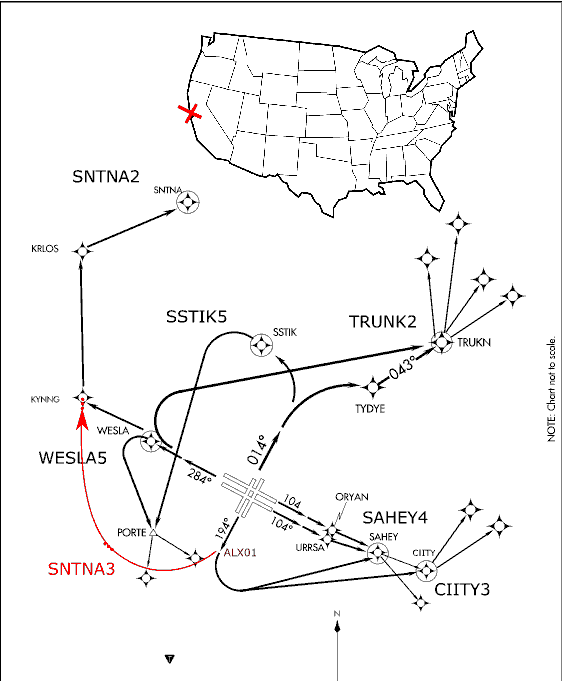 SNTNA2
SNTNA
KRLOS
SSTIK5
SSTIK
TRUNK2
TRUKN
043°
TYDYE
KYNNG
WESLA
WESLA5
014°
284°
104
ORYAN
SAHEY4
PORTE
194°
104°
URRSA
SAHEY
ALX01
CIITY
SNTNA3
CIITY3
N
T
NOTE: Chart not to scale.